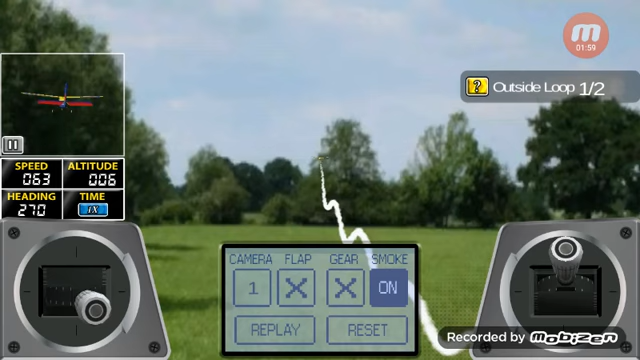 01:59
Outside Loop 1/2
SPEED ALTITUDE
063 006
HEADING TIME
270 1X
CAMERA FLAP GEAR SMOKE
1 X X ON
REPLAY RESET
Recorded by mobizen